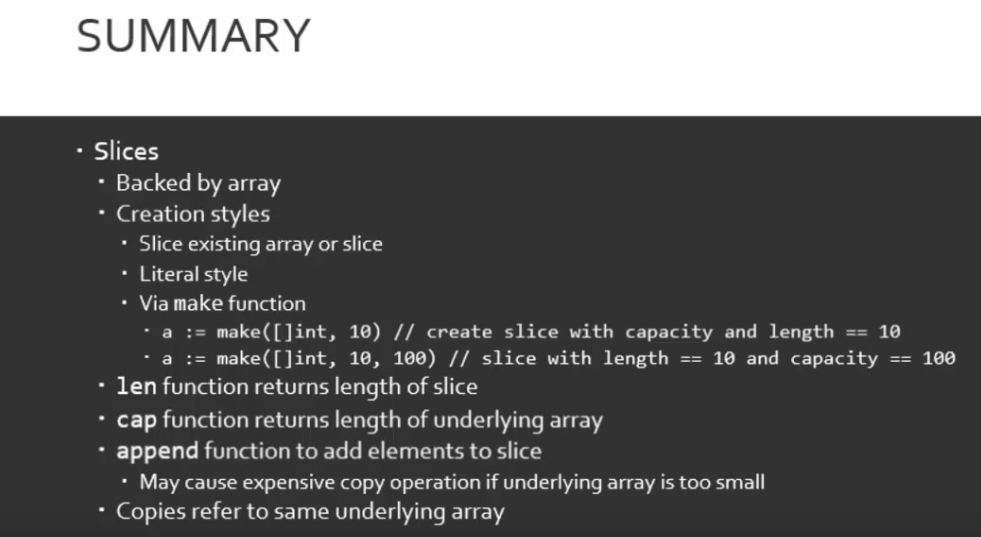 SUMMARY
· Slices
· Backed by array
· Creation styles
· Slice existing array or slice
· Literal style
· Via make function
· a := make([]int, 10) // create slice with capacity and length == 10
· a := make([]int, 10, 100) // slice with length == 10 and capacity == 100
· len function returns length of slice
· cap function returns length of underlying array
· append function to add elements to slice
· May cause expensive copy operation if underlying array is too small
· Copies refer to same underlying array